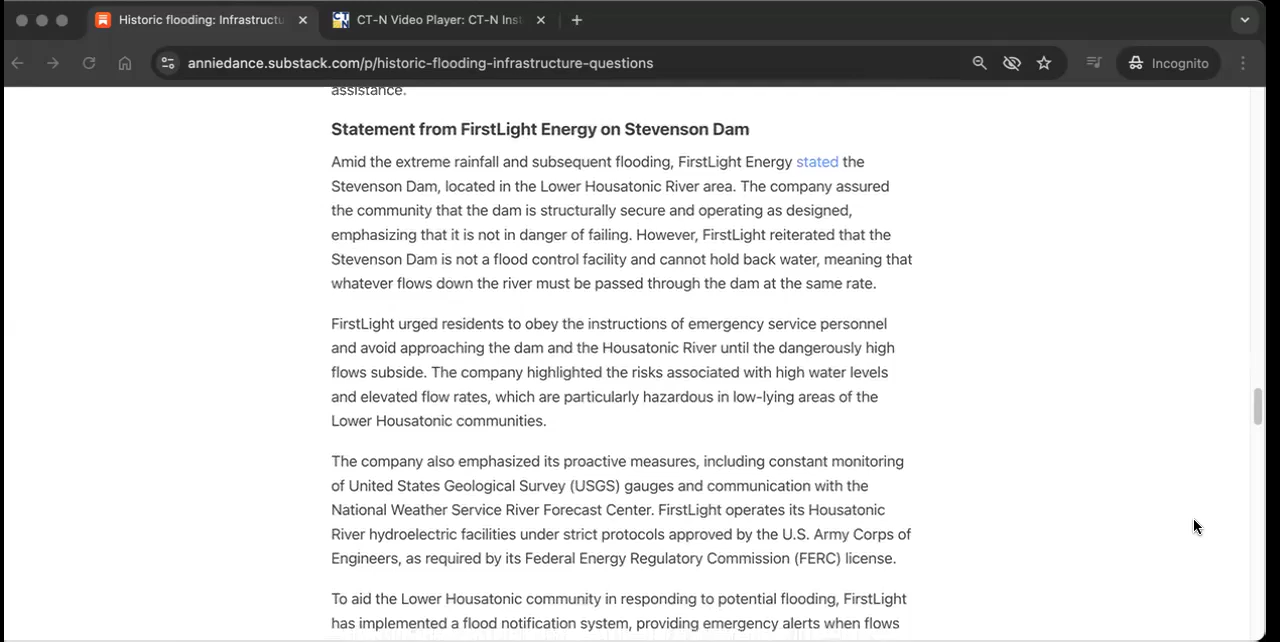 Historic flooding: Infrastructu
CT-N Video Player: CT-N Inst
anniedance.substack.com/p/historic-flooding-infrastructure-questions
Incognito
assistance.
Statement from FirstLight Energy on Stevenson Dam
Amid the extreme rainfall and subsequent flooding, FirstLight Energy stated the
Stevenson Dam, located in the Lower Housatonic River area. The company assured
the community that the dam is structurally secure and operating as designed,
emphasizing that it is not in danger of failing. However, FirstLight reiterated that the
Stevenson Dam is not a flood control facility and cannot hold back water, meaning that
whatever flows down the river must be passed through the dam at the same rate.
FirstLight urged residents to obey the instructions of emergency service personnel
and avoid approaching the dam and the Housatonic River until the dangerously high
flows subside. The company highlighted the risks associated with high water levels
and elevated flow rates, which are particularly hazardous in low-lying areas of the
Lower Housatonic communities.
The company also emphasized its proactive measures, including constant monitoring
of United States Geological Survey (USGS) gauges and communication with the
National Weather Service River Forecast Center. FirstLight operates its Housatonic
River hydroelectric facilities under strict protocols approved by the U.S. Army Corps of
Engineers, as required by its Federal Energy Regulatory Commission (FERC) license.
To aid the Lower Housatonic community in responding to potential flooding, FirstLight
has implemented a flood notification system, providing emergency alerts when flows